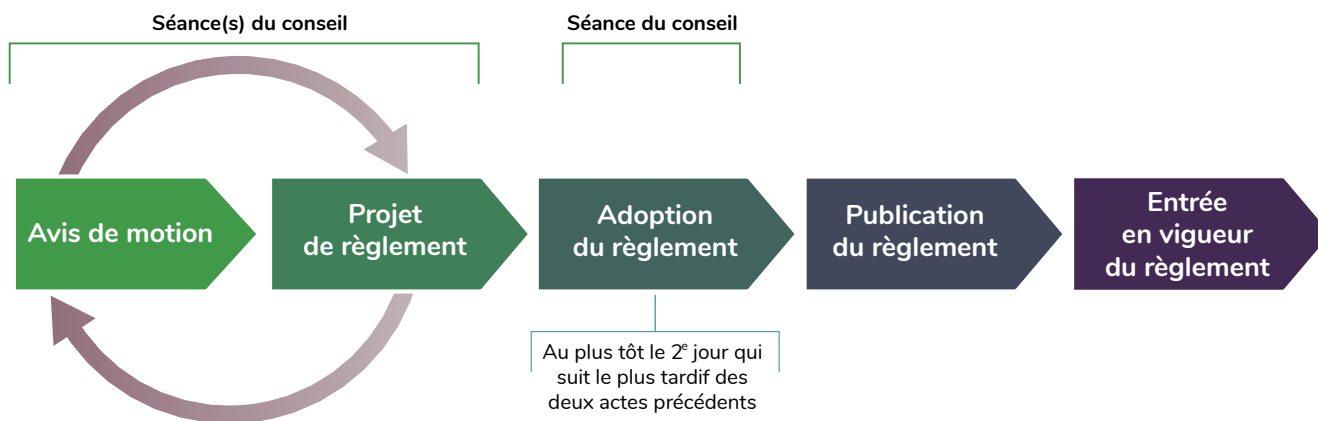 Séance(s) du conseil
Séance du conseil
Avis de motion
Projet
de règlement
Adoption
du règlement
Publication
du règlement
Entrée
en vigueur
du règlement
Au plus tôt le 2e jour qui
suit le plus tardif des
deux actes précédents